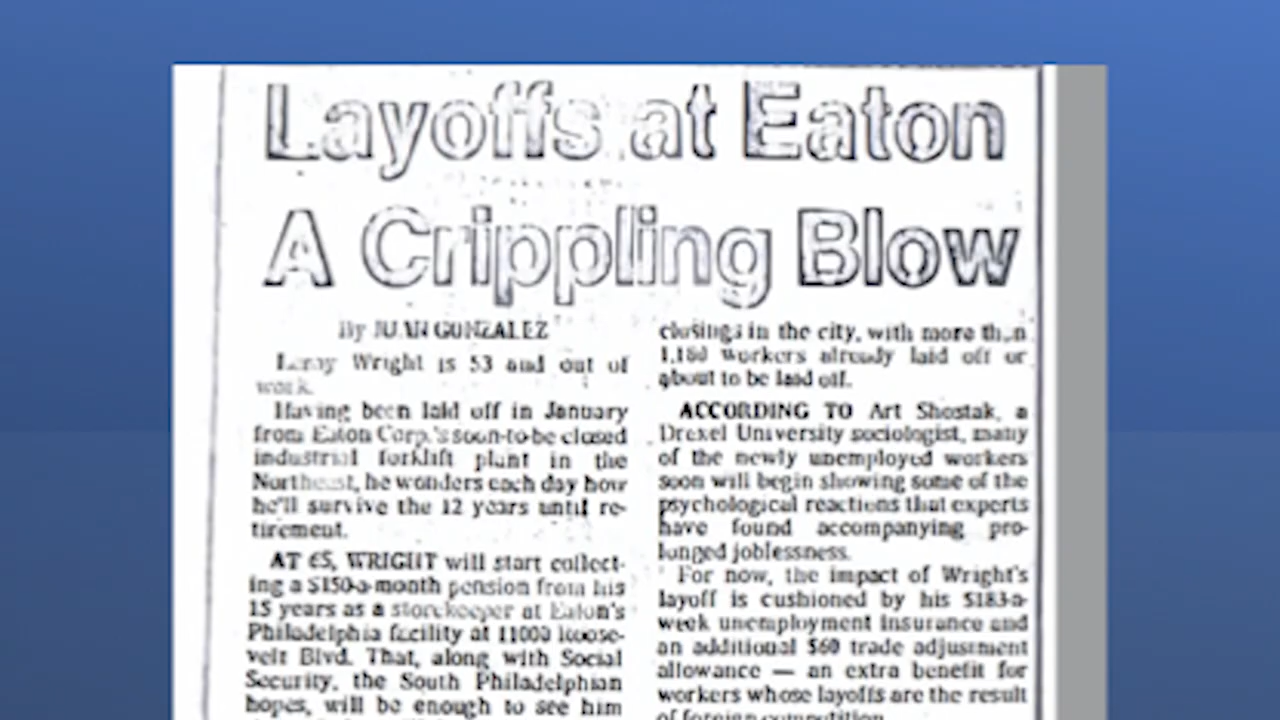 Layoffs at Eaton
A Crippling Blow
By JUAN GONZALEZ
Leroy Wright is 53 and out of
work.
Having been laid off in January
from Eaton Corp.'s soon-to-be closed
industrial forklift plant in the
Northeast, he wonders each day how
he'll survive the 12 years until re-
tirement.
AT 65, WRIGHT will start collect-
ing a $150-a-month pension from his
15 years as a storekeeper at Eaton's
Philadelphia facility at 11000 Roose-
velt Blvd. That, along with Social
Security, the South Philadelphian
hopes, will be enough to see him
closings in the city, with more than
1,180 workers already laid off or
about to be laid off.
ACCORDING TO Art Shostak, a
Drexel University sociologist, many
of the newly unemployed workers
soon will begin showing some of the
psychological reactions that experts
have found accompanying pro-
longed joblessness.
For now, the impact of Wright's
layoff is cushioned by his $183-a-
week unemployment insurance and
an additional $60 trade adjustment
allowance — an extra benefit for
workers whose layoffs are the result
of foreign competition.